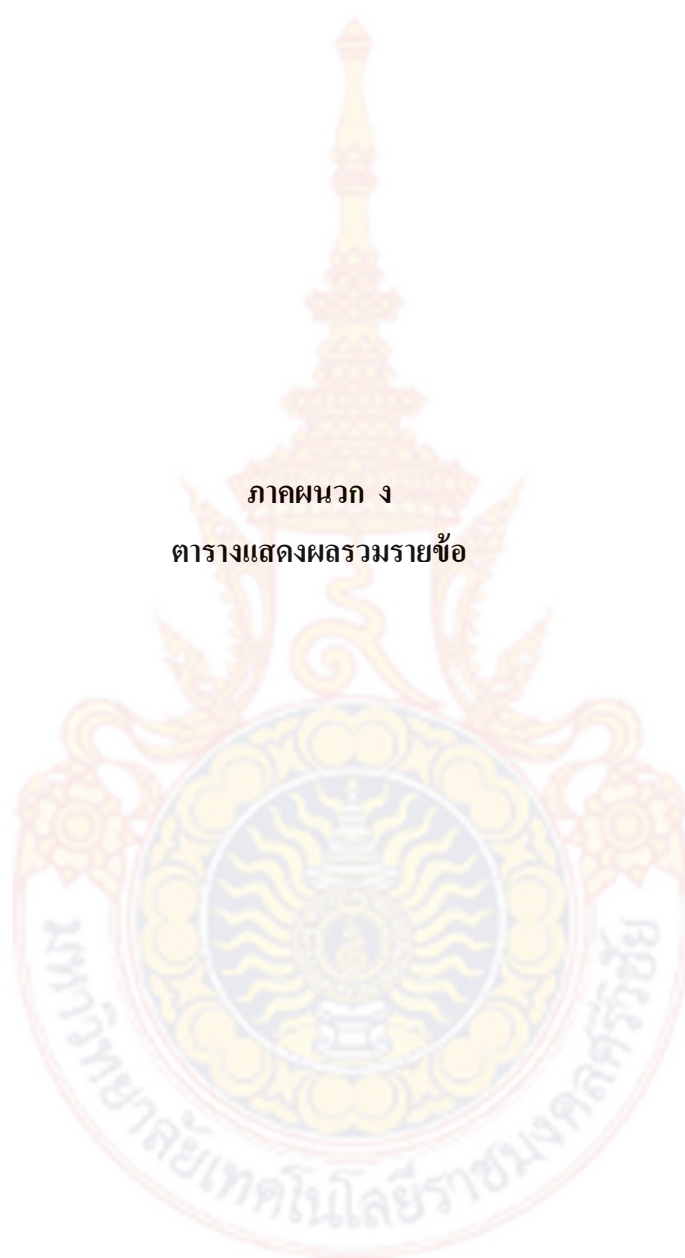 ภาคผนวก ง
ตารางแสดงผลรวมรายข้อ
มหาวิทยาลัยเทคโนโลยีราชมงคลศรีวิชัย